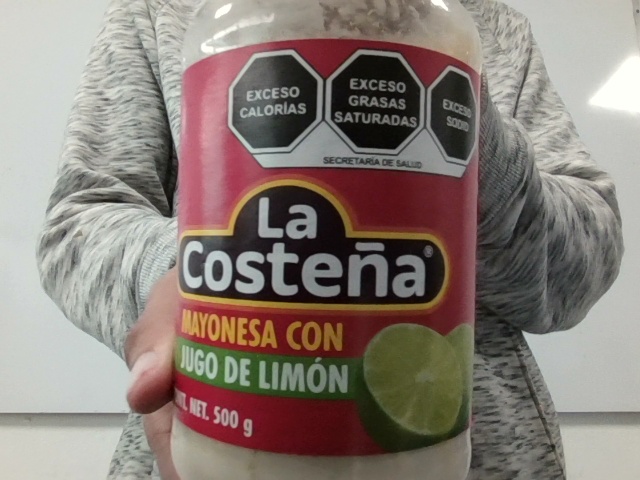 EXCESO
CALORÍAS
EXCESO
GRASAS
SATURADAS
EXCESO
SODIO
SECRETARÍA DE SALUD
La
Costeña®
MAYONESA CON
JUGO DE LIMÓN
NET. 500 g